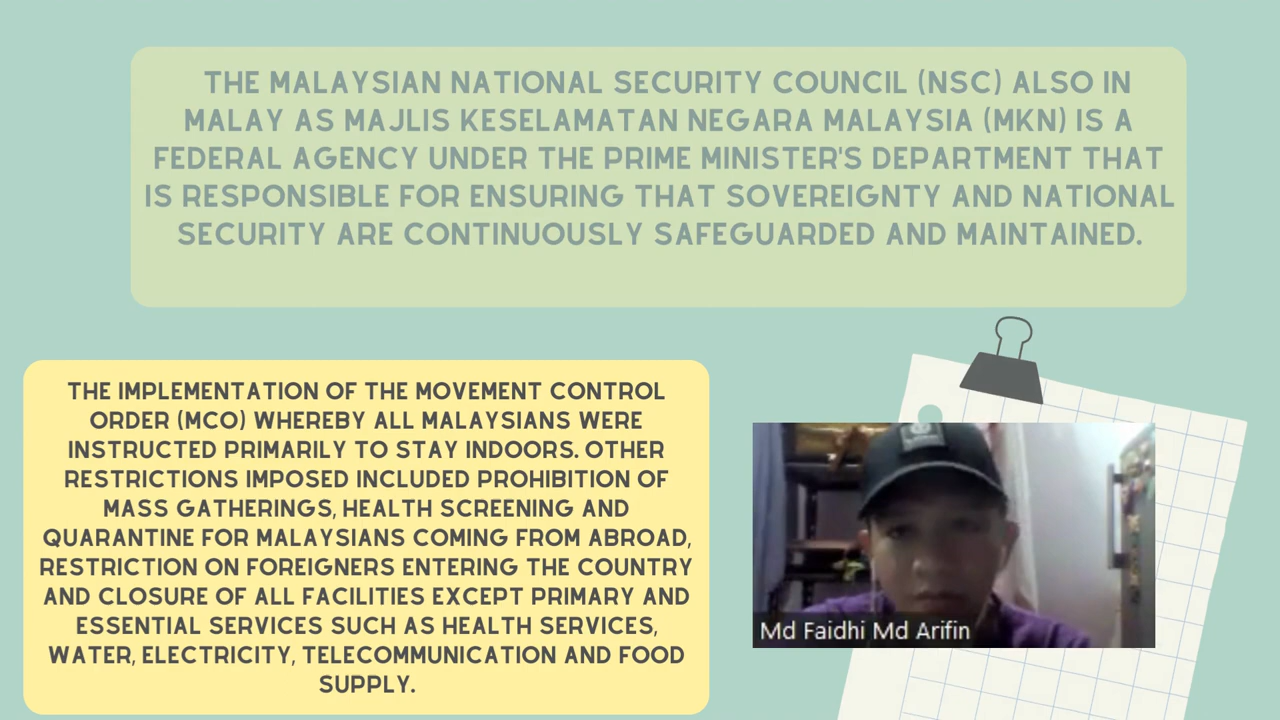 THE MALAYSIAN NATIONAL SECURITY COUNCIL (NSC) ALSO IN
MALAY AS MAJLIS KESELAMATAN NEGARA MALAYSIA (MKN) IS A
FEDERAL AGENCY UNDER THE PRIME MINISTER'S DEPARTMENT THAT
IS RESPONSIBLE FOR ENSURING THAT SOVEREIGNTY AND NATIONAL
SECURITY ARE CONTINUOUSLY SAFEGUARDED AND MAINTAINED.
THE IMPLEMENTATION OF THE MOVEMENT CONTROL
ORDER (MCO) WHEREBY ALL MALAYSIANS WERE
INSTRUCTED PRIMARILY TO STAY INDOORS. OTHER
RESTRICTIONS IMPOSED INCLUDED PROHIBITION OF
MASS GATHERINGS, HEALTH SCREENING AND
QUARANTINE FOR MALAYSIANS COMING FROM ABROAD,
RESTRICTION ON FOREIGNERS ENTERING THE COUNTRY
AND CLOSURE OF ALL FACILITIES EXCEPT PRIMARY AND
ESSENTIAL SERVICES SUCH AS HEALTH SERVICES,
WATER, ELECTRICITY, TELECOMMUNICATION AND FOOD
SUPPLY.
Md Faidhi Md Arifin